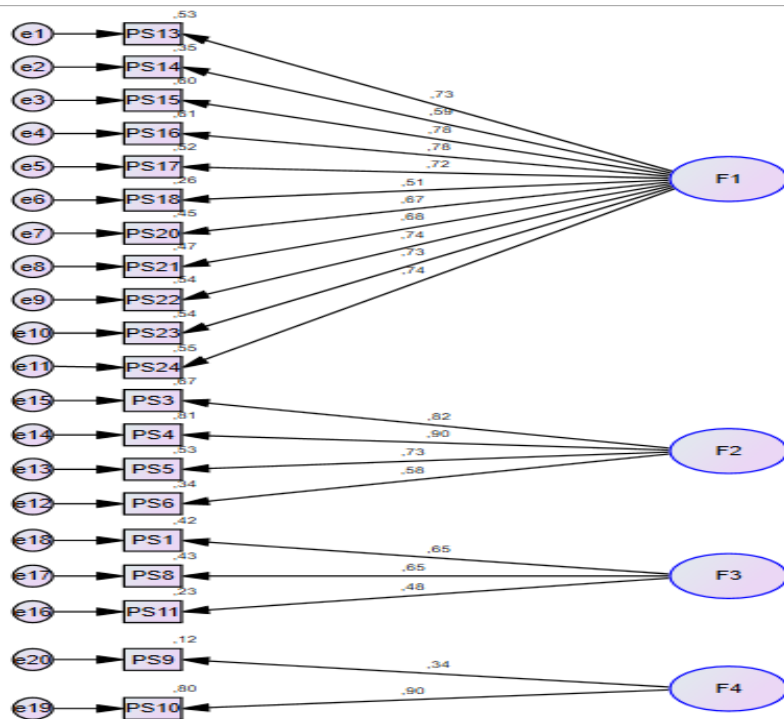 ,53
e1 PS13
,35
e2 PS14
,60
e3 PS15 ,73
,59
,61
e4 PS16 ,78
,78
,52
e5 PS17 ,72 F1
,26
e6 PS18 ,51
,45
,67
e7 PS20 ,68
,47
e8 PS21 ,74
,54
,73
e9 PS22 ,74
,54
e10 PS23
,55
e11 PS24
,67
e15 PS3 ,82
,81
e14 PS4 ,90 F2
,53
e13 PS5 ,73
,34
e12 PS6 ,58
,42
e18 PS1 ,65
,43
e17 PS8 ,65 F3
,23
e16 PS11 ,48
,12
e20 PS9 ,34
,80
,90 F4
e19 PS10